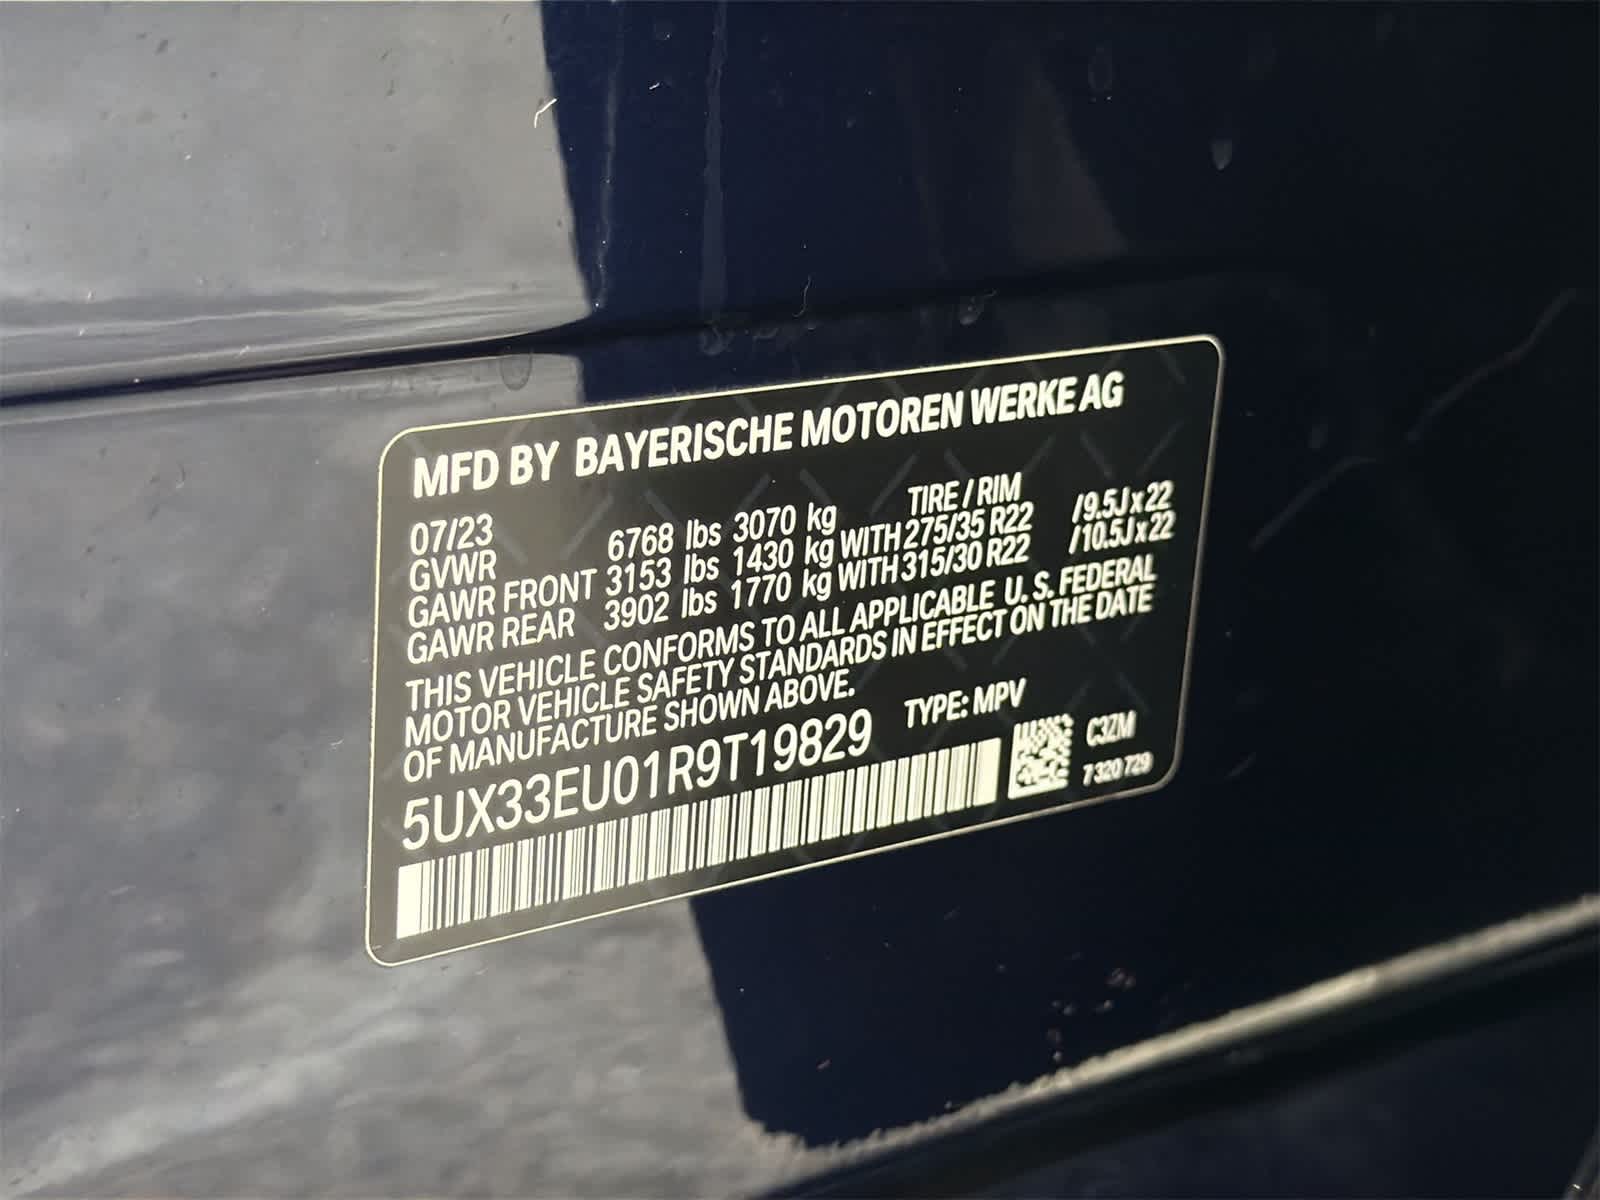 MFD BY BAYERISCHE MOTOREN WERKE AG
07/23 TIRE / RIM
GVWR 6768 lbs 3070 kg
GAWR FRONT 3153 lbs 1430 kg WITH 275/35 R22 /9.5J x 22
GAWR REAR 3902 lbs 1770 kg WITH 315/30 R22 /10.5J x 22
THIS VEHICLE CONFORMS TO ALL APPLICABLE U. S. FEDERAL
MOTOR VEHICLE SAFETY STANDARDS IN EFFECT ON THE DATE
OF MANUFACTURE SHOWN ABOVE.
5UX33EU01R9T19829 TYPE: MPV
C3ZM
7 320 729